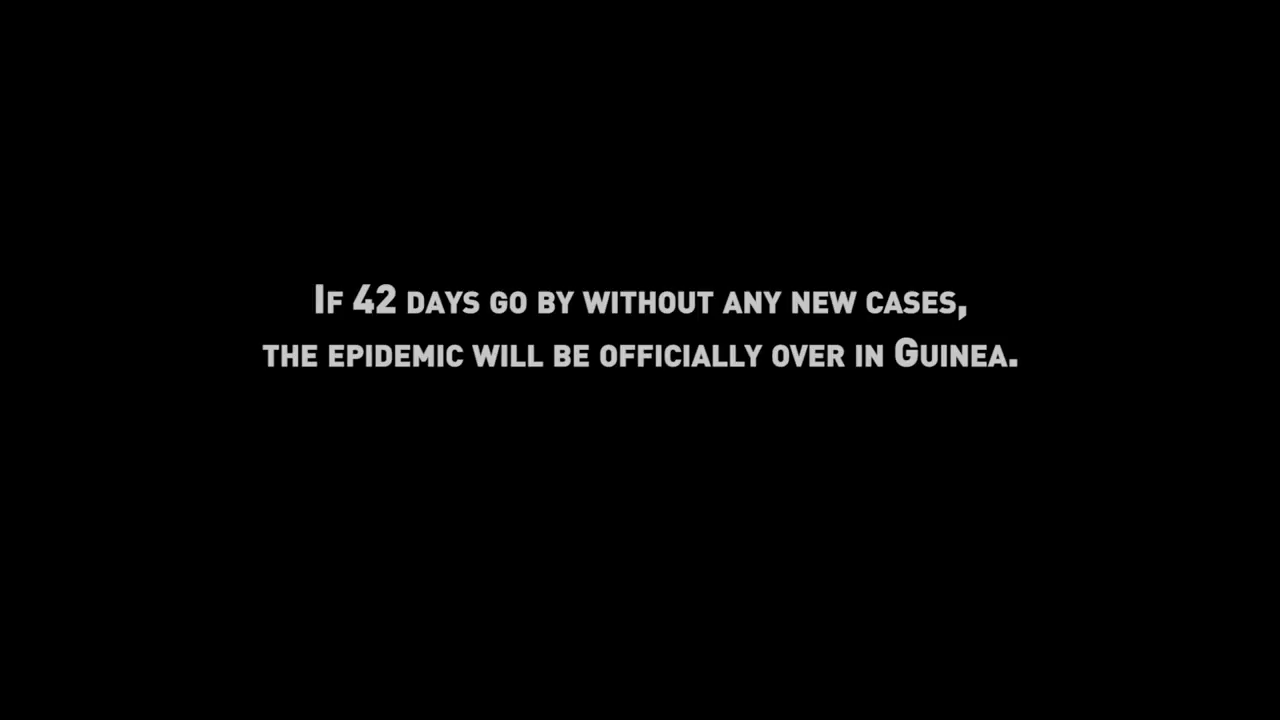 If 42 days go by without any new cases,
the epidemic will be officially over in Guinea.